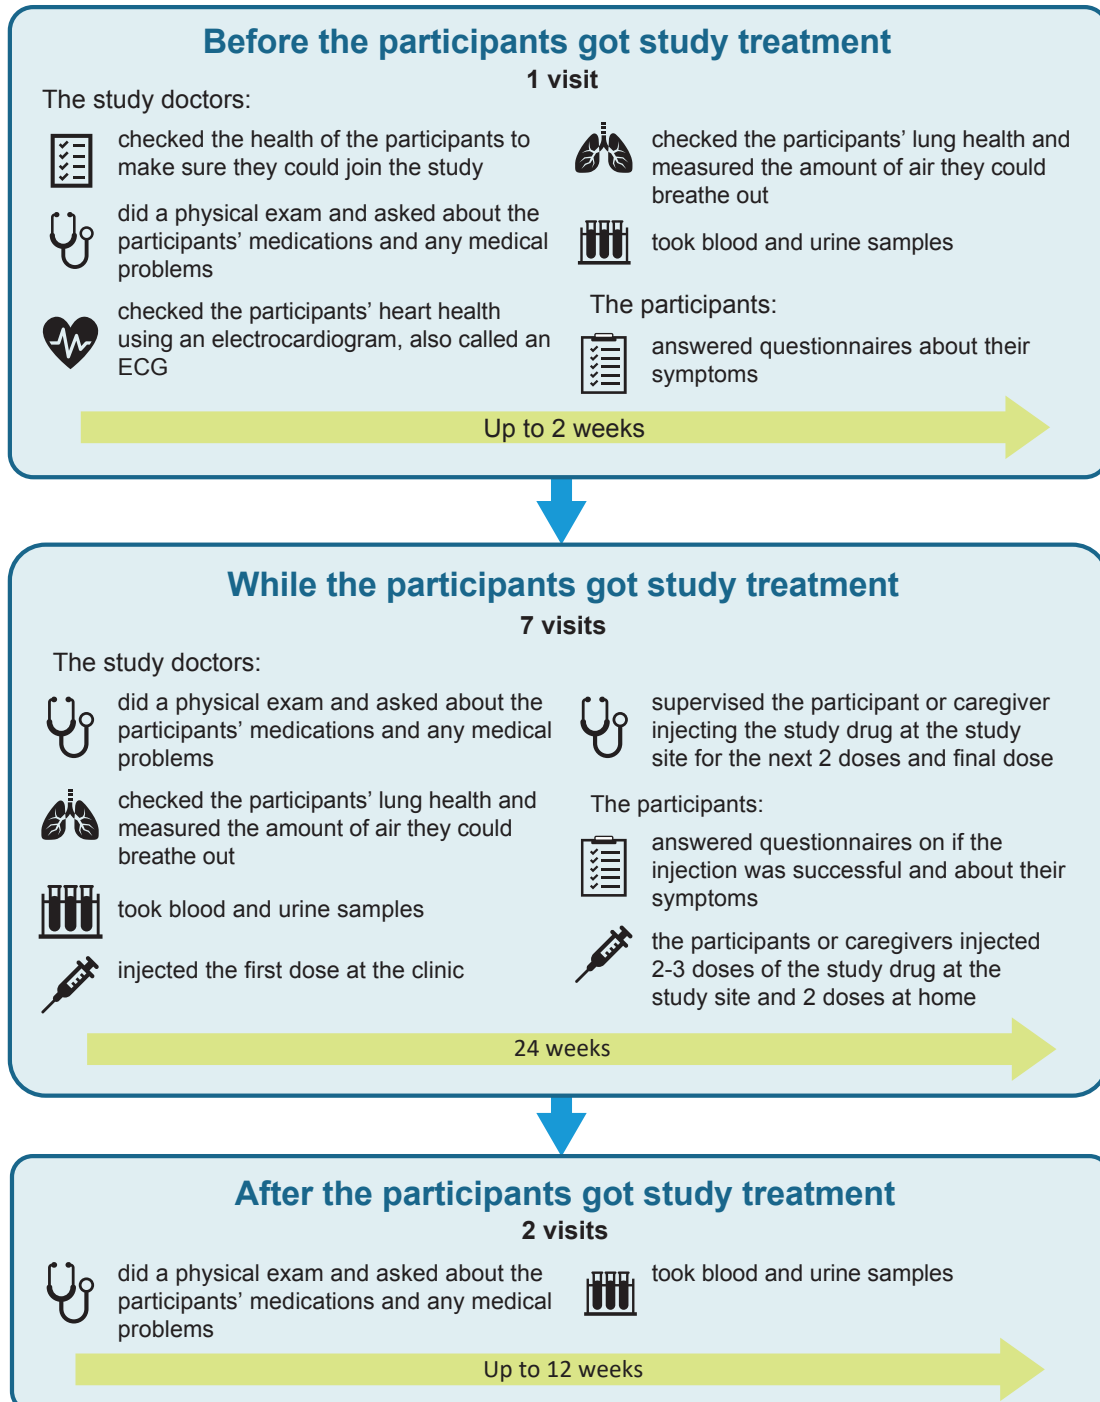 Before the participants got study treatment
1 visit
The study doctors:
checked the health of the participants to
make sure they could join the study
did a physical exam and asked about the
participants' medications and any medical
problems
checked the participants' heart health
using an electrocardiogram, also called an
ECG
checked the participants' lung health and
measured the amount of air they could
breathe out
took blood and urine samples
The participants:
answered questionnaires about their
symptoms
Up to 2 weeks
While the participants got study treatment
7 visits
The study doctors:
did a physical exam and asked about the
participants' medications and any medical
problems
checked the participants' lung health and
measured the amount of air they could
breathe out
took blood and urine samples
injected the first dose at the clinic
supervised the participant or caregiver
injecting the study drug at the study
site for the next 2 doses and final dose
The participants:
answered questionnaires on if the
injection was successful and about their
symptoms
the participants or caregivers injected
2-3 doses of the study drug at the
study site and 2 doses at home
24 weeks
After the participants got study treatment
2 visits
did a physical exam and asked about the
participants' medications and any medical
problems
took blood and urine samples
Up to 12 weeks